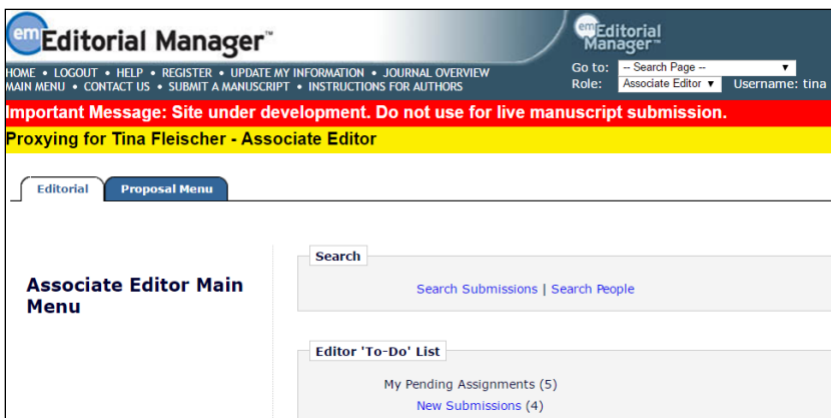 em Editorial Manager™
em Editorial Manager™
HOME • LOGOUT • HELP • REGISTER • UPDATE MY INFORMATION • JOURNAL OVERVIEW
MAIN MENU • CONTACT US • SUBMIT A MANUSCRIPT • INSTRUCTIONS FOR AUTHORS
Go to: -- Search Page -- ▼
Role: Associate Editor ▼ Username: tina
Important Message: Site under development. Do not use for live manuscript submission.
Proxying for Tina Fleischer - Associate Editor
Editorial Proposal Menu
Associate Editor Main
Menu
Search
Search Submissions | Search People
Editor 'To-Do' List
My Pending Assignments (5)
New Submissions (4)